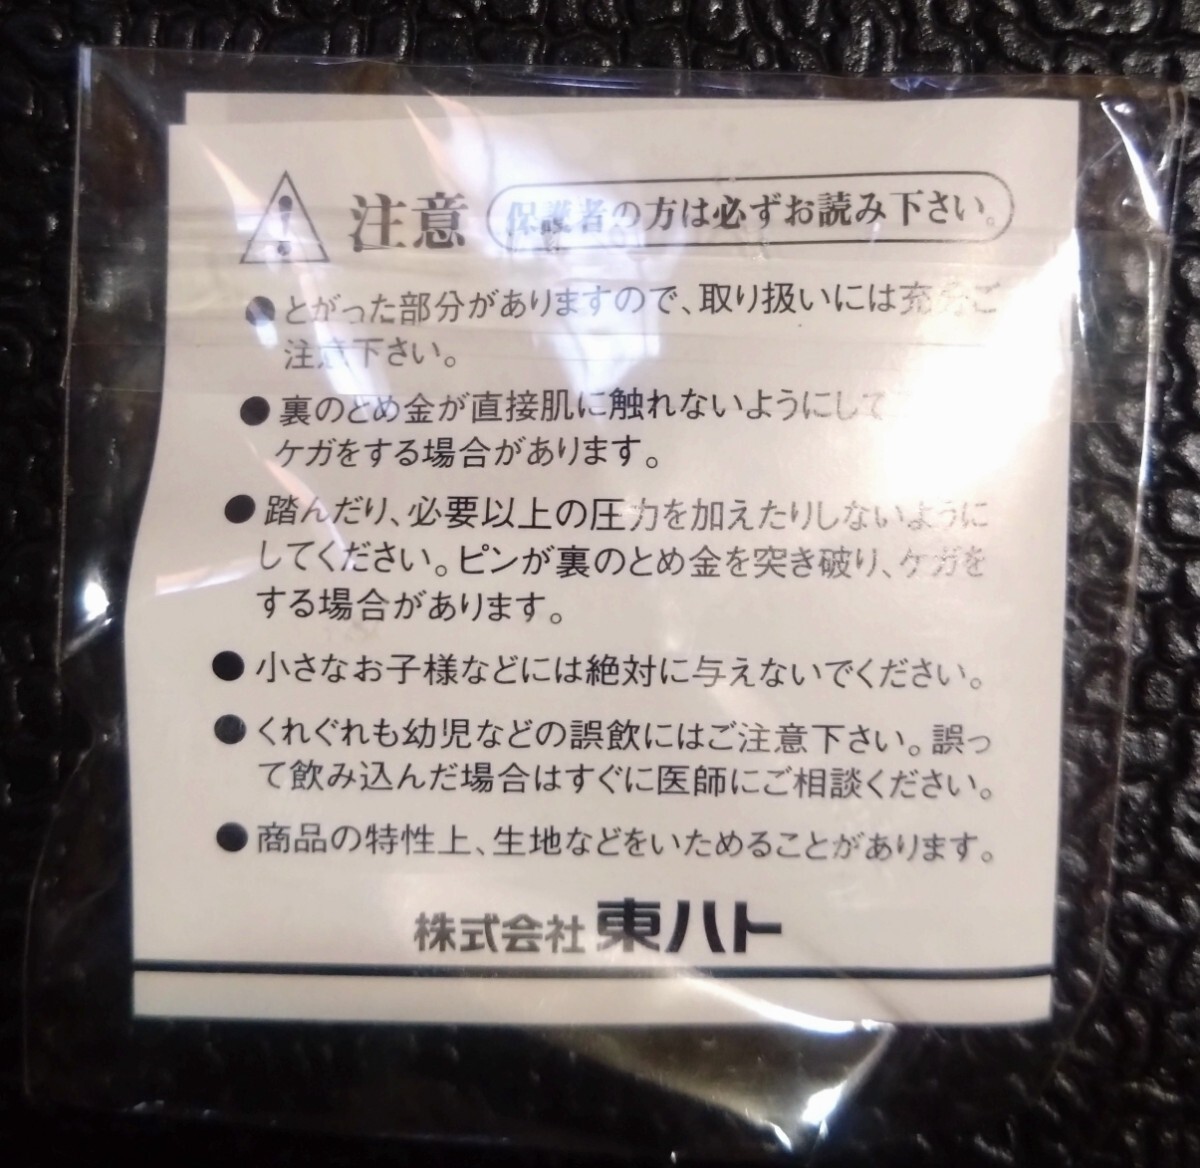 注意 保護者の方は必ずお読み下さい。
●とがった部分がありますので、取り扱いには充分ご
注意下さい。
●裏のとめ金が直接肌に触れないようにして
ケガをする場合があります。
●踏んだり、必要以上の圧力を加えたりしないように
してください。ピンが裏のとめ金を突き破り、ケガを
する場合があります。
●小さなお子様などには絶対に与えないでください。
●くれぐれも幼児などの誤飲にはご注意下さい。誤っ
て飲み込んだ場合はすぐに医師にご相談ください。
●商品の特性上、生地などをいためることがあります。
株式会社 東ハト